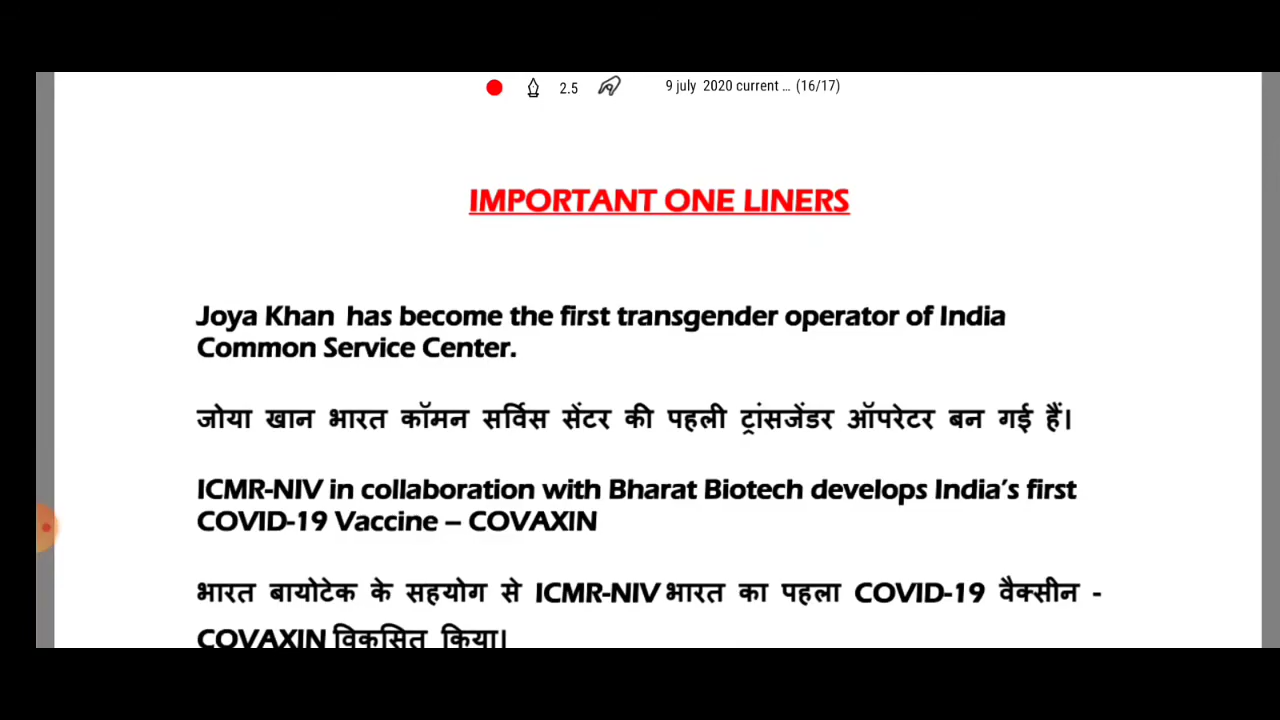 2.5 9 july 2020 current ... (16/17)
IMPORTANT ONE LINERS
Joya Khan has become the first transgender operator of India
Common Service Center.
जोया खान भारत कॉमन सर्विस सेंटर की पहली ट्रांसजेंडर ऑपरेटर बन गई हैं।
ICMR-NIV in collaboration with Bharat Biotech develops India's first
COVID-19 Vaccine – COVAXIN
भारत बायोटेक के सहयोग से ICMR-NIV भारत का पहला COVID-19 वैक्सीन -
COVAXIN विकसित किया।